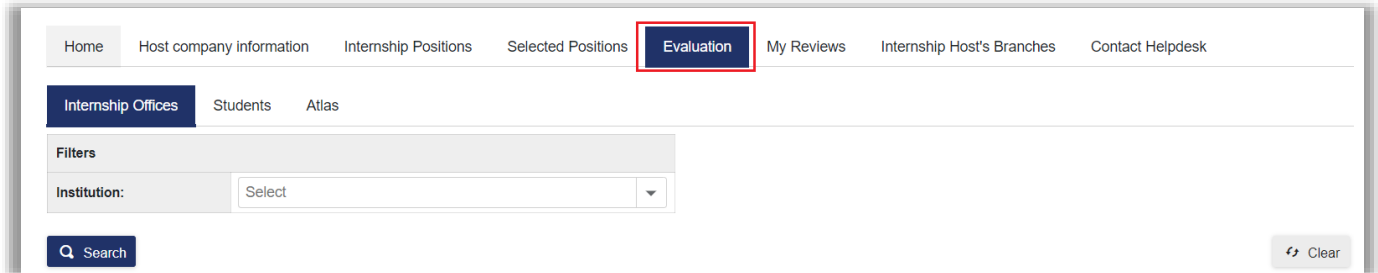 Home Host company information Internship Positions Selected Positions Evaluation My Reviews Internship Host's Branches Contact Helpdesk
Internship Offices Students Atlas
Filters
Institution: Select
Search Clear